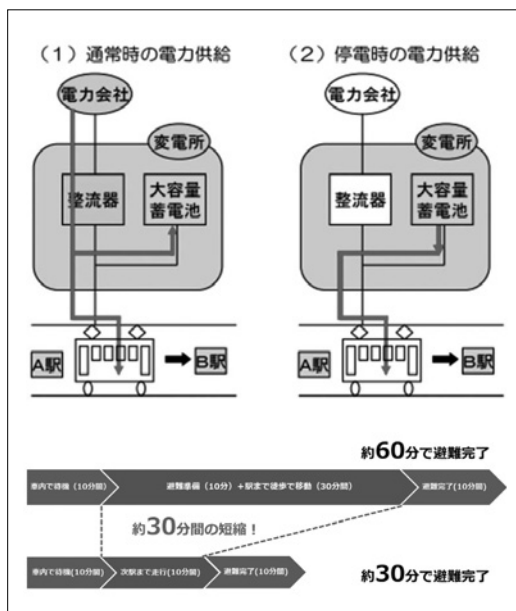 （1）通常時の電力供給
電力会社
変電所
整流器
大容量
蓄電池
A駅
B駅
（2）停電時の電力供給
電力会社
変電所
整流器
大容量
蓄電池
A駅
B駅
約60分で避難完了
車内で待機（10分間）
避難準備（10分）+駅まで徒歩で移動（30分間）
避難完了(10分間)
約30分間の短縮！
車内で待機(10分間)
次駅まで走行(10分間)
避難完了(10分間)
約30分で避難完了